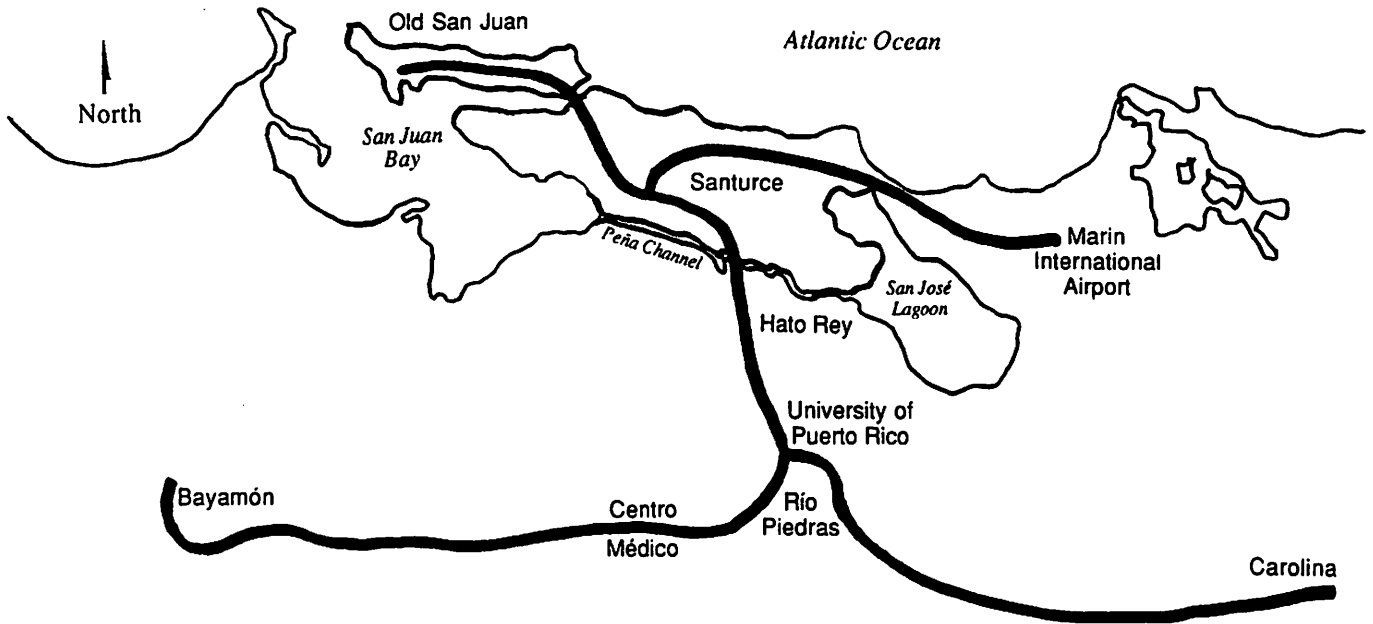 Old San Juan
Atlantic Ocean
North
San Juan
Bay
Santurce
Peña Channel
Marin
International
Airport
San José
Lagoon
Hato Rey
University of
Puerto Rico
Bayamón
Centro
Médico
Río
Piedras
Carolina